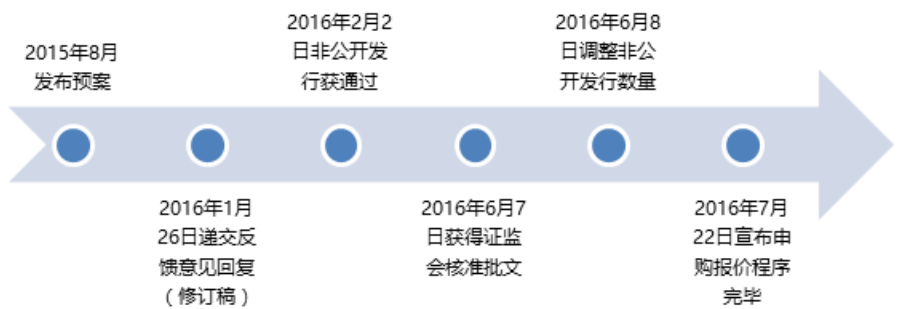 2015年8月
发布预案
2016年1月
26日递交反
馈意见回复
（修订稿）
2016年2月2
日非公开发
行获通过
2016年6月7
日获得证监
会核准批文
2016年6月8
日调整非公
开发行数量
2016年7月
22日宣布申
购报价程序
完毕